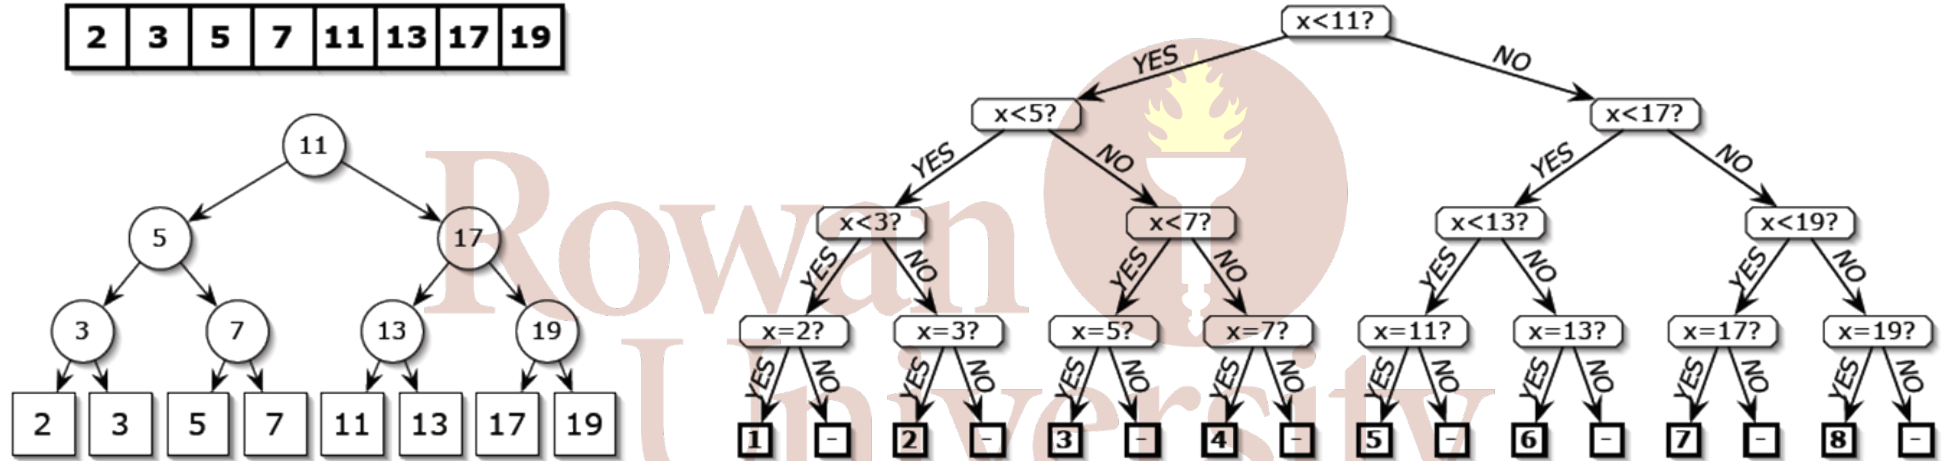 2 3 5 7 11 13 17 19
11
5 17
3 7 13 19
2 3 5 7 11 13 17 19
x<11?
YES NO
x<5? x<17?
YES NO YES NO
x<3? x<7? x<13? x<19?
YES NO YES NO YES NO YES NO
x=2? x=3? x=5? x=7? x=11? x=13? x=17? x=19?
YES NO YES NO YES NO YES NO YES NO YES NO YES NO YES NO
1 - 2 - 3 - 4 - 5 - 6 - 7 - 8 -
Rowan
University